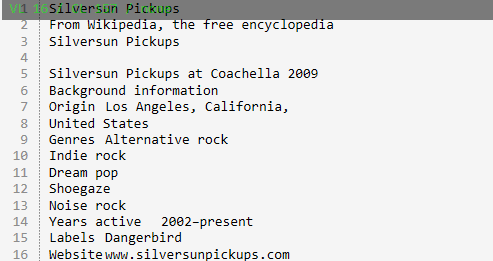 1 Silversun Pickups
2 From Wikipedia, the free encyclopedia
3 Silversun Pickups
4
5 Silversun Pickups at Coachella 2009
6 Background information
7 Origin Los Angeles, California,
8 United States
9 Genres Alternative rock
10 Indie rock
11 Dream pop
12 Shoegaze
13 Noise rock
14 Years active 2002–present
15 Labels Dangerbird
16 Website www.silversunpickups.com